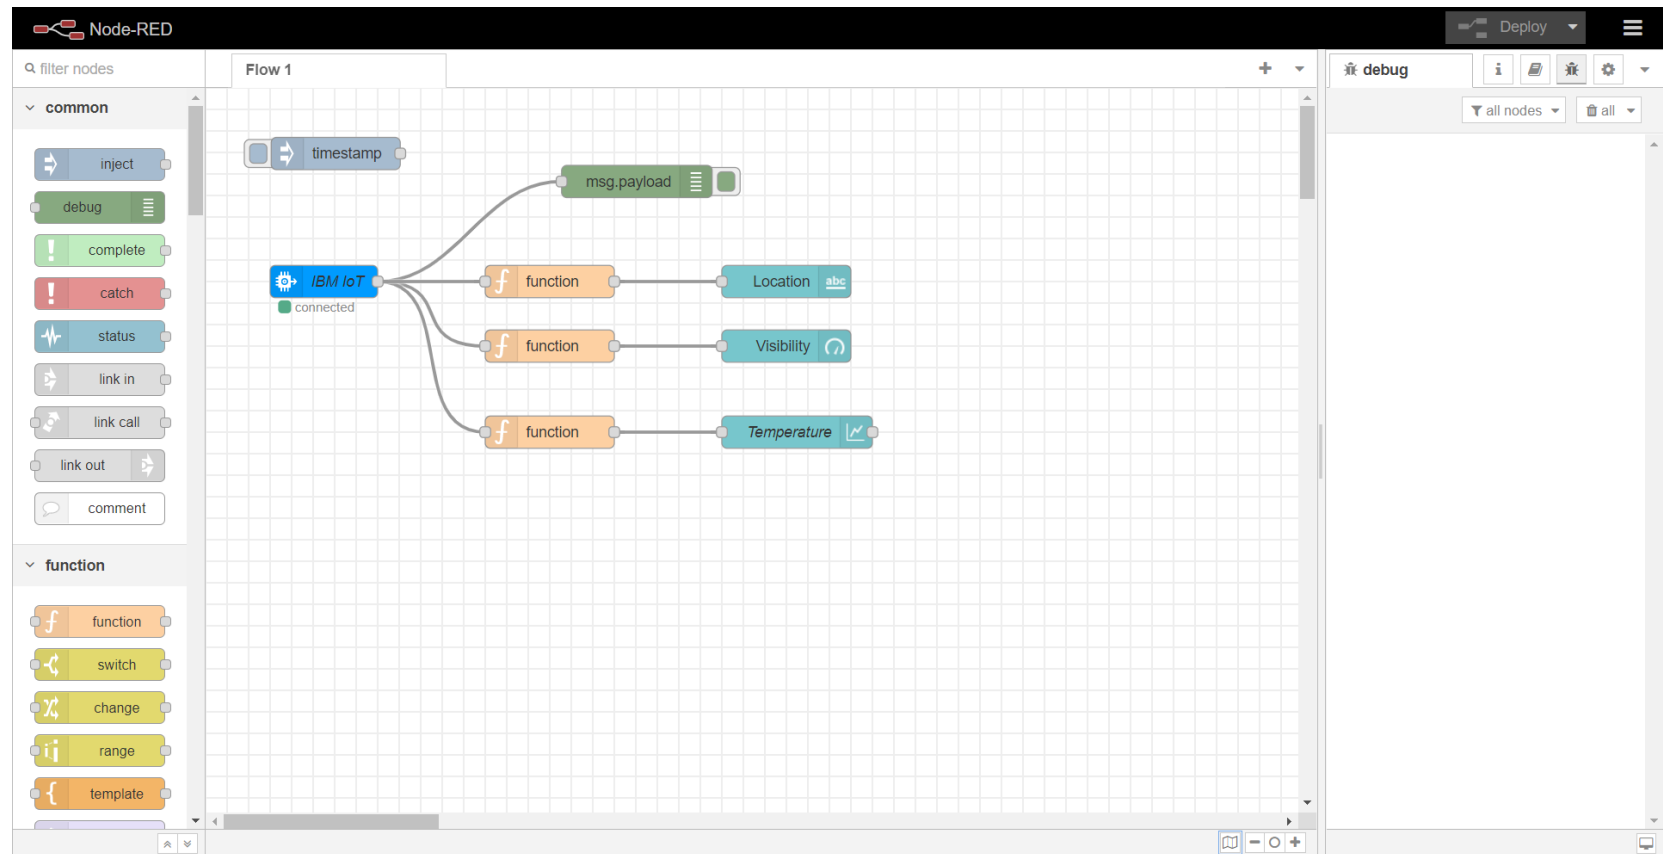 Node-RED
Deploy
filter nodes
Flow 1
debug
i
all nodes
all
common
inject
debug
complete
catch
status
link in
link call
link out
comment
function
function
switch
change
range
template
timestamp
msg.payload
IBM IoT
connected
function
Location
abc
function
Visibility
function
Temperature